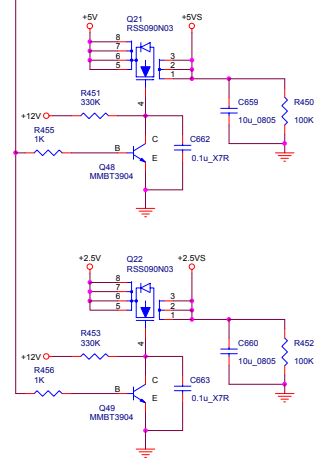 +5V
Q21
RSS090N03
+5VS
8
7
6
5
3
2
1
4
R451
330K
+12V
R455
1K
B
C
E
Q48
MMBT3904
C662
0.1u_X7R
C659
10u_0805
R450
100K
+2.5V
Q22
RSS090N03
+2.5VS
8
7
6
5
3
2
1
4
R453
330K
+12V
R456
1K
B
C
E
Q49
MMBT3904
C663
0.1u_X7R
C660
10u_0805
R452
100K